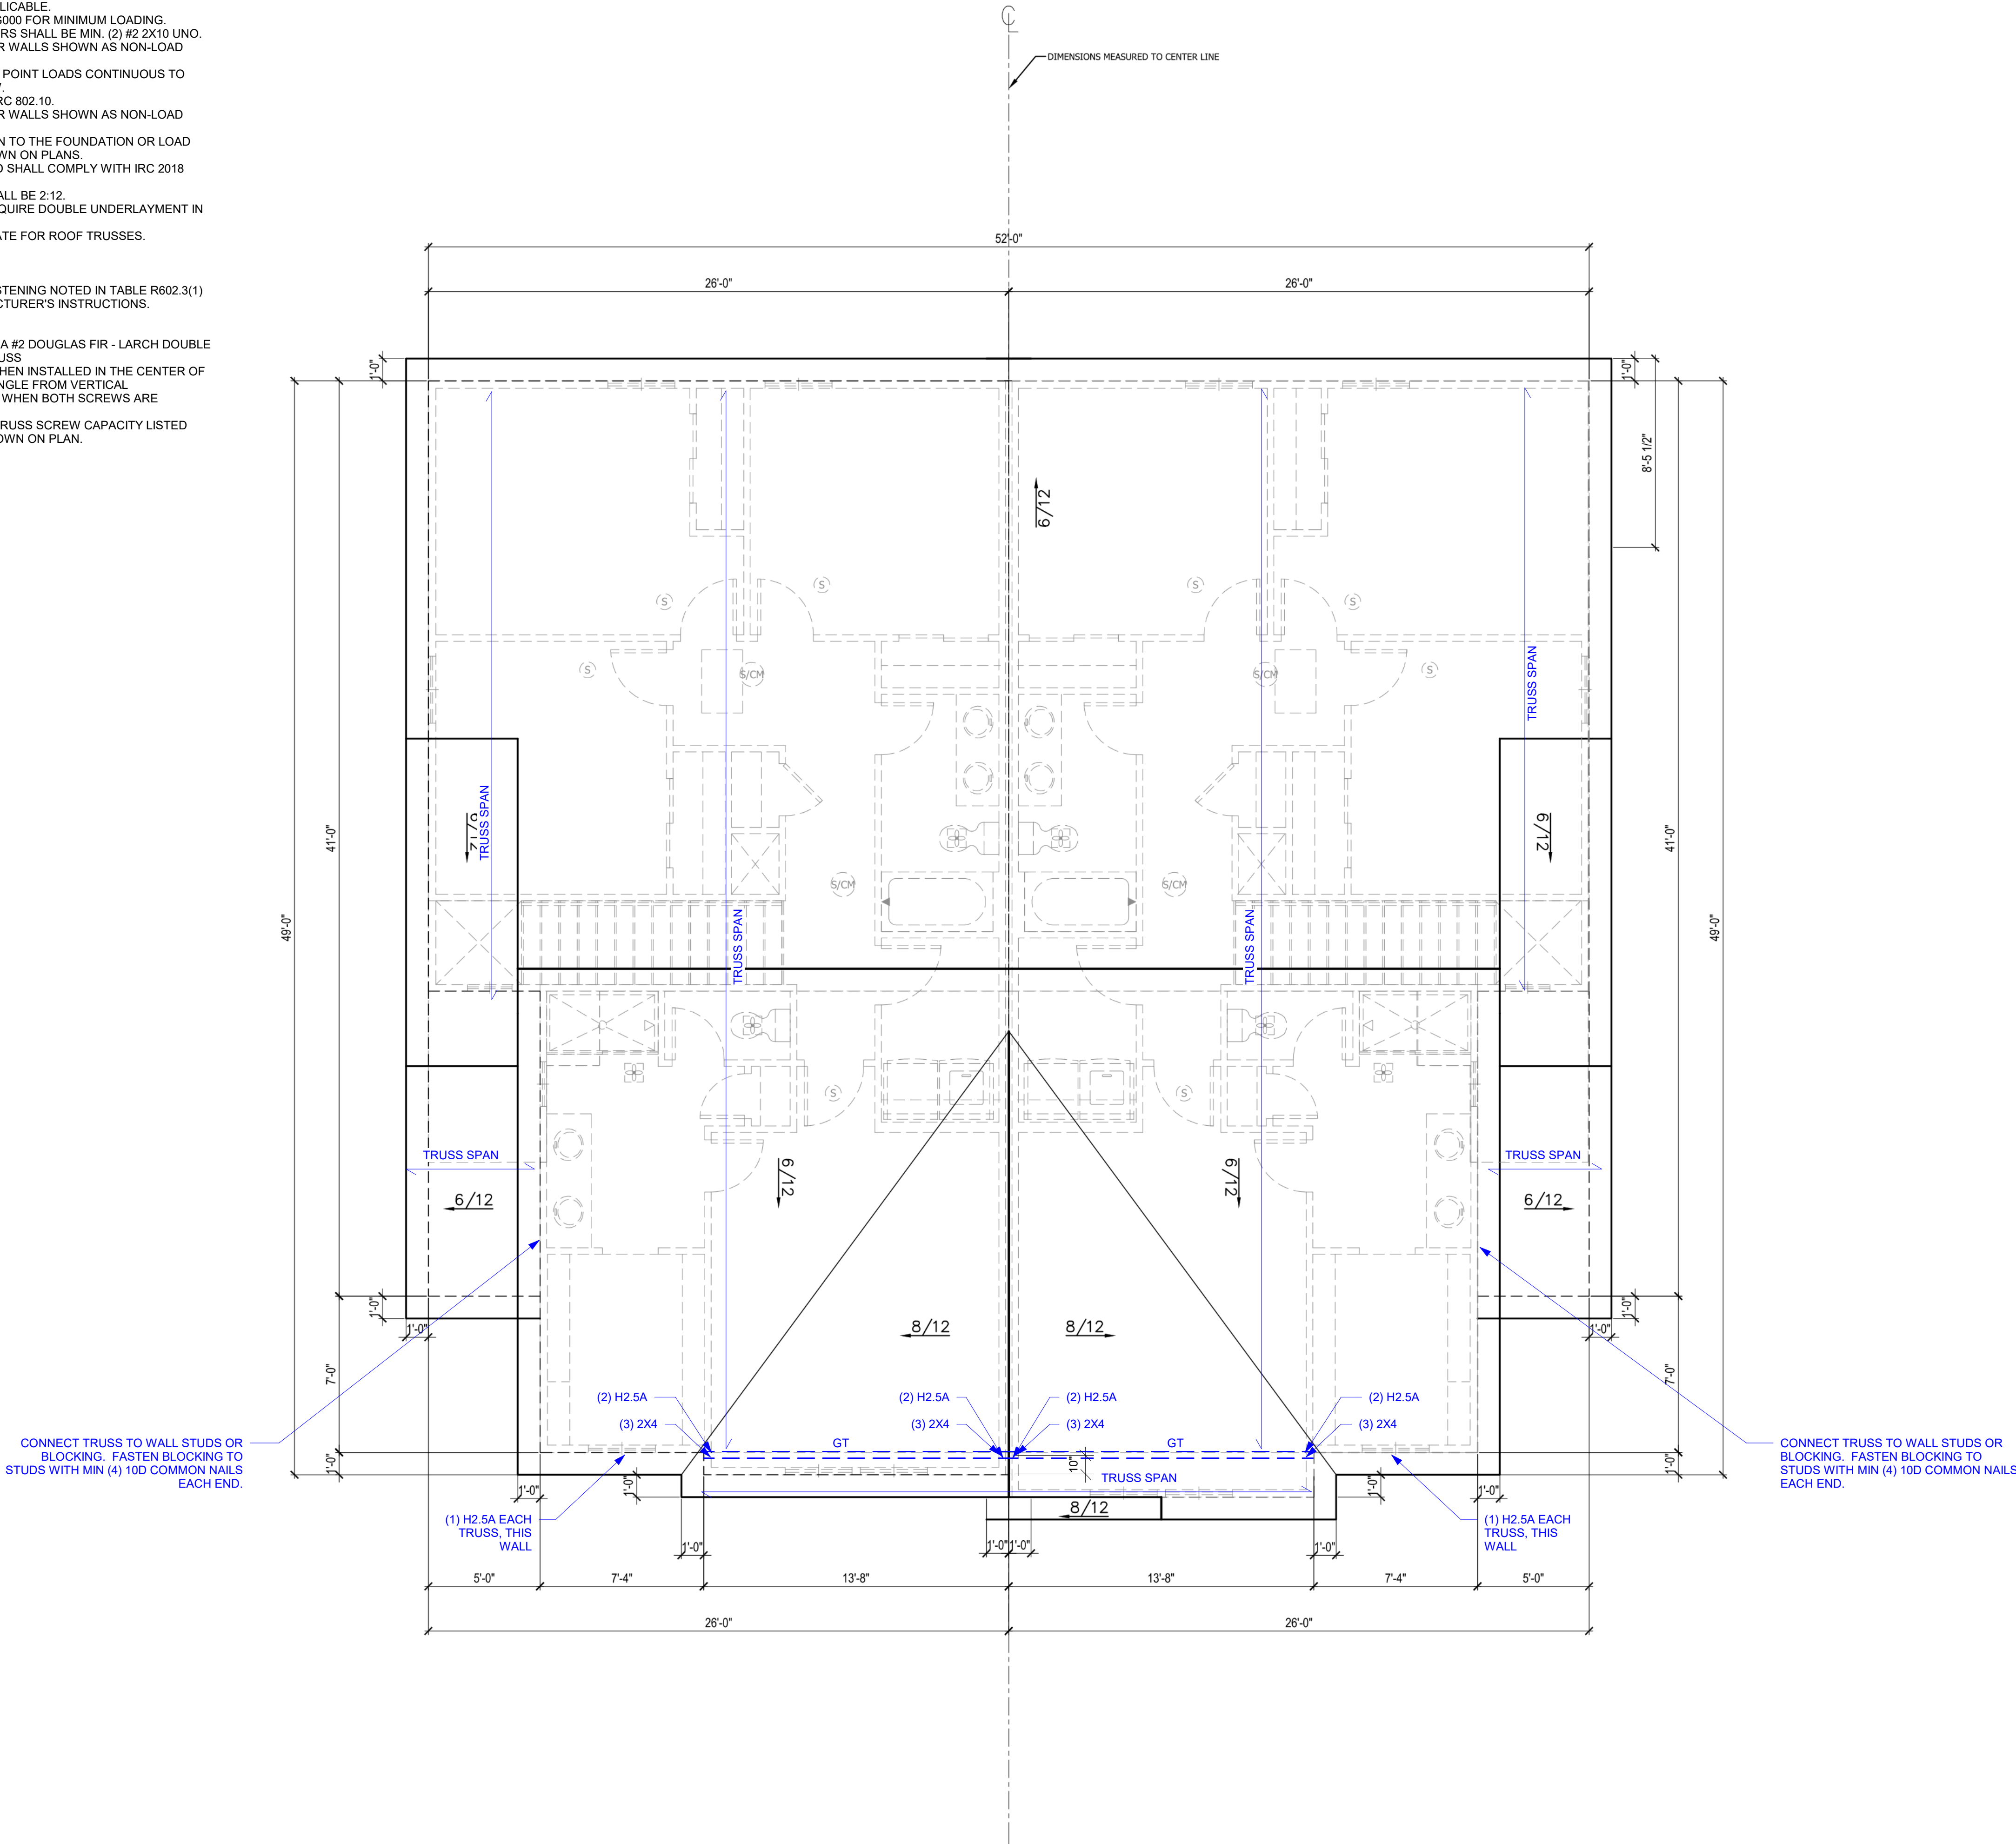 LICABLE.
G000 FOR MINIMUM LOADING.
RS SHALL BE MIN. (2) #2 2X10 UNO.
R WALLS SHOWN AS NON-LOAD
POINT LOADS CONTINUOUS TO
RC 802.10.
R WALLS SHOWN AS NON-LOAD
N TO THE FOUNDATION OR LOAD
WN ON PLANS.
D SHALL COMPLY WITH IRC 2018
ALL BE 2:12.
QUIRE DOUBLE UNDERLAYMENT IN
ATE FOR ROOF TRUSSES.
STENING NOTED IN TABLE R602.3(1)
CTURER'S INSTRUCTIONS.
A #2 DOUGLAS FIR - LARCH DOUBLE
USS
HEN INSTALLED IN THE CENTER OF
NGLE FROM VERTICAL
WHEN BOTH SCREWS ARE
RUSS SCREW CAPACITY LISTED
OWN ON PLAN.
CL
DIMENSIONS MEASURED TO CENTER LINE
52'-0"
26'-0"
26'-0"
1'-0"
1'-0"
8'-5 1/2"
6/12
S
S
S
S
S
S
S/CM
S/CM
TRUSS SPAN
TRUSS SPAN
6/12
6/12
41'-0"
41'-0"
49'-0"
49'-0"
S/CM
S/CM
TRUSS SPAN
TRUSS SPAN
S
S
TRUSS SPAN
TRUSS SPAN
6/12
6/12
6/12
6/12
1'-0"
1'-0"
1'-0"
1'-0"
8/12
8/12
7'-0"
7'-0"
(2) H2.5A
(2) H2.5A
(2) H2.5A
(2) H2.5A
(3) 2X4
(3) 2X4
(3) 2X4
(3) 2X4
GT
GT
CONNECT TRUSS TO WALL STUDS OR
BLOCKING. FASTEN BLOCKING TO
STUDS WITH MIN (4) 10D COMMON NAILS
EACH END.
CONNECT TRUSS TO WALL STUDS OR
BLOCKING. FASTEN BLOCKING TO
STUDS WITH MIN (4) 10D COMMON NAILS
EACH END.
1'-0"
1'-0"
10"
TRUSS SPAN
1'-0"
1'-0"
1'-0"
1'-0"
8/12
(1) H2.5A EACH
TRUSS, THIS
WALL
(1) H2.5A EACH
TRUSS, THIS
WALL
1'-0"
1'-0"
1'-0"
1'-0"
5'-0"
7'-4"
13'-8"
13'-8"
7'-4"
5'-0"
26'-0"
26'-0"